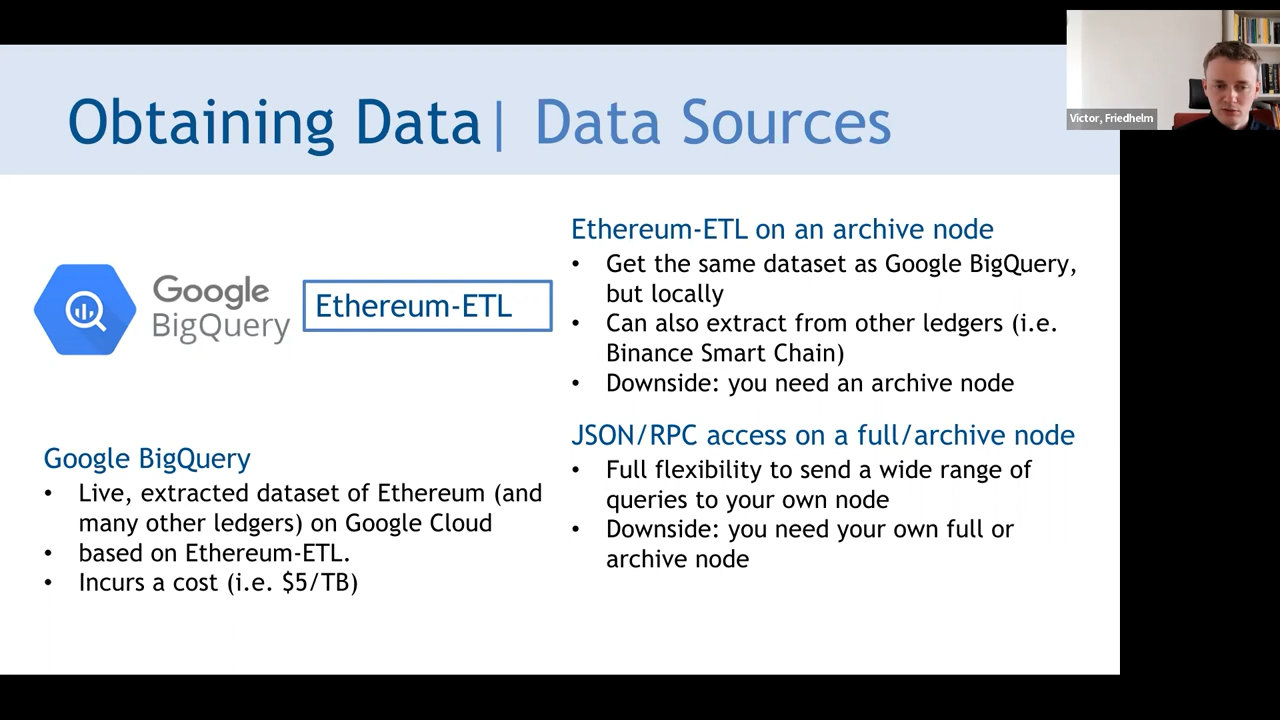 Obtaining Data| Data Sources
Victor, Friedhelm
Google
BigQuery
Ethereum-ETL
Google BigQuery
• Live, extracted dataset of Ethereum (and
many other ledgers) on Google Cloud
• based on Ethereum-ETL.
• Incurs a cost (i.e. $5/TB)
Ethereum-ETL on an archive node
• Get the same dataset as Google BigQuery,
but locally
• Can also extract from other ledgers (i.e.
Binance Smart Chain)
• Downside: you need an archive node
JSON/RPC access on a full/archive node
• Full flexibility to send a wide range of
queries to your own node
• Downside: you need your own full or
archive node